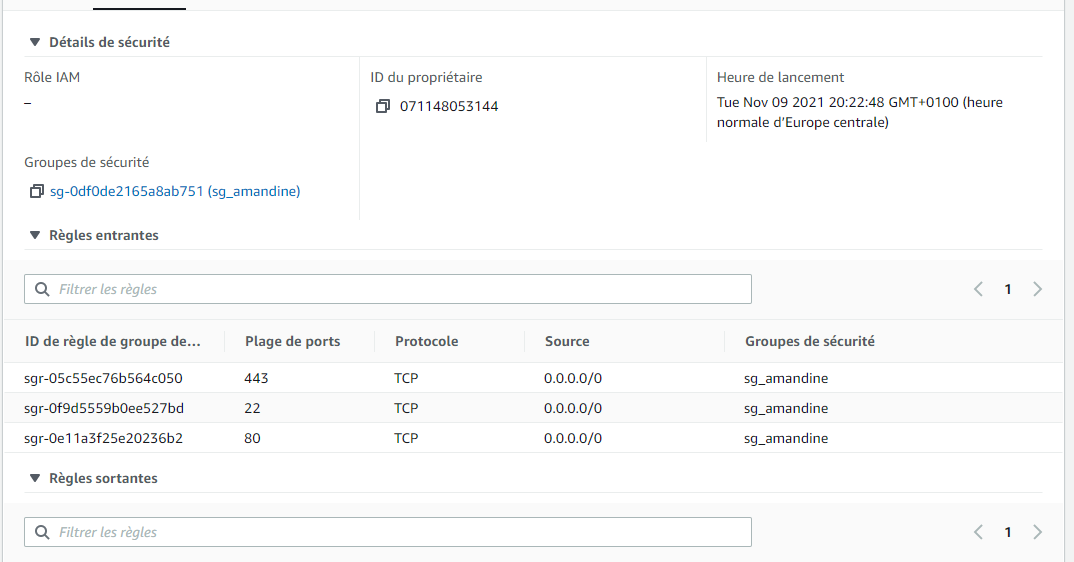 Détails de sécurité
Rôle IAM
–
ID du propriétaire
071148053144
Heure de lancement
Tue Nov 09 2021 20:22:48 GMT+0100 (heure
normale d'Europe centrale)
Groupes de sécurité
sg-0df0de2165a8ab751 (sg_amandine)
Règles entrantes
Filtrer les règles
1
ID de règle de groupe de... Plage de ports Protocole Source Groupes de sécurité
sgr-05c55ec76b564c050 443 TCP 0.0.0.0/0 sg_amandine
sgr-0f9d5559b0ee527bd 22 TCP 0.0.0.0/0 sg_amandine
sgr-0e11a3f25e20236b2 80 TCP 0.0.0.0/0 sg_amandine
Règles sortantes
Filtrer les règles
1